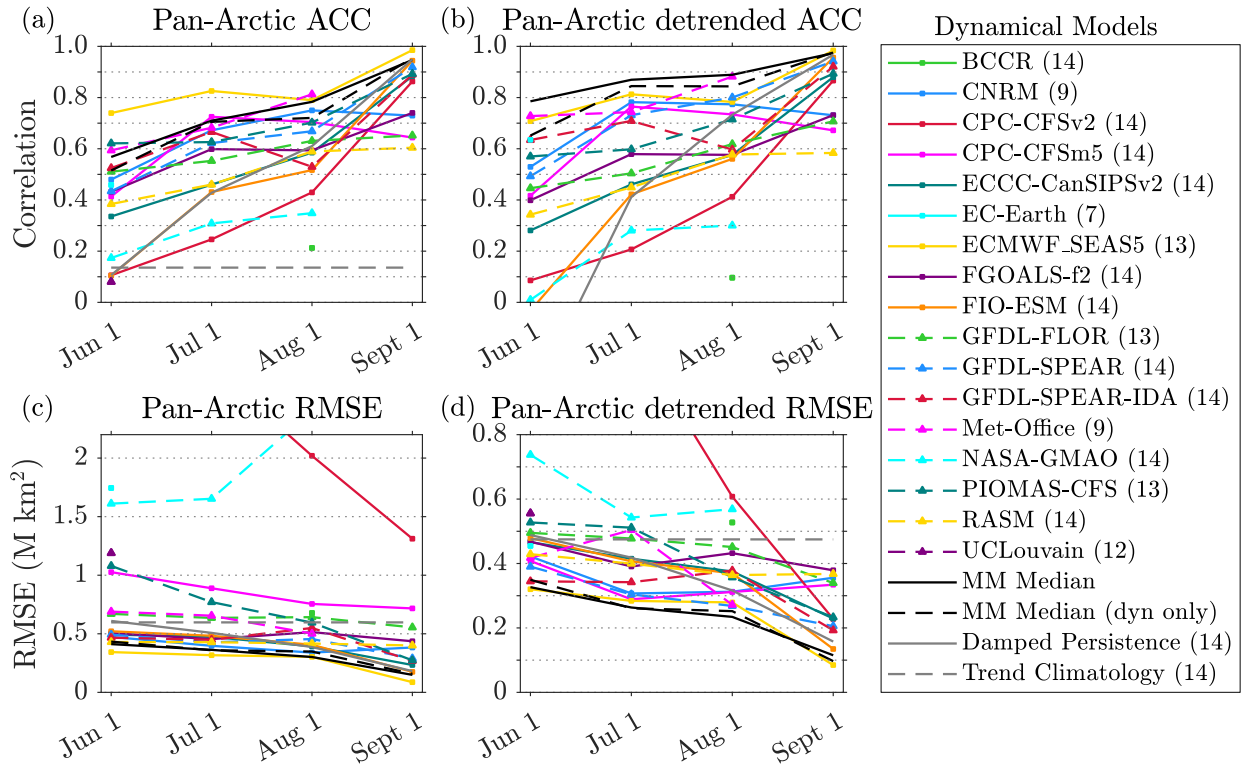 (a) Pan-Arctic ACC
1.0
0.8
0.6
0.4
0.2
0
Correlation
Jun 1
Jul 1
Aug 1
Sept 1
(b) Pan-Arctic detrended ACC
1.0
0.8
0.6
0.4
0.2
0
Jun 1
Jul 1
Aug 1
Sept 1
(c) Pan-Arctic RMSE
2
1.5
1
0.5
0
RMSE (M km²)
Jun 1
Jul 1
Aug 1
Sept 1
(d) Pan-Arctic detrended RMSE
0.8
0.6
0.4
0.2
0
Jun 1
Jul 1
Aug 1
Sept 1
Dynamical Models
BCCR (14)
CNRM (9)
CPC-CFSv2 (14)
CPC-CFSm5 (14)
ECCC-CanSIPSv2 (14)
EC-Earth (7)
ECMWF_SEAS5 (13)
FGOALS-f2 (14)
FIO-ESM (14)
GFDL-FLOR (13)
GFDL-SPEAR (14)
GFDL-SPEAR-IDA (14)
Met-Office (9)
NASA-GMAO (14)
PIOMAS-CFS (13)
RASM (14)
UCLouvain (12)
MM Median
MM Median (dyn only)
Damped Persistence (14)
Trend Climatology (14)